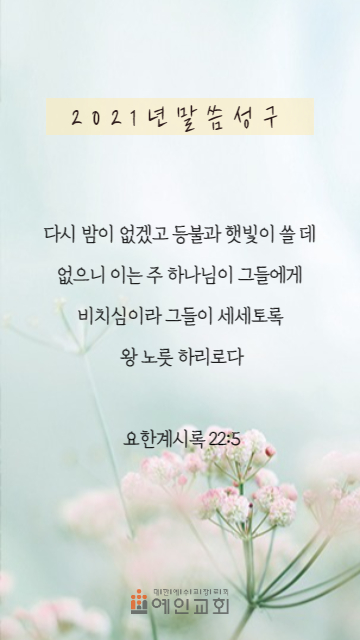 2021년말씀성구
다시 밤이 없겠고 등불과 햇빛이 쓸 데
없으니 이는 주 하나님이 그들에게
비치심이라 그들이 세세토록
왕 노릇 하리로다
요한계시록 22:5
예인교회